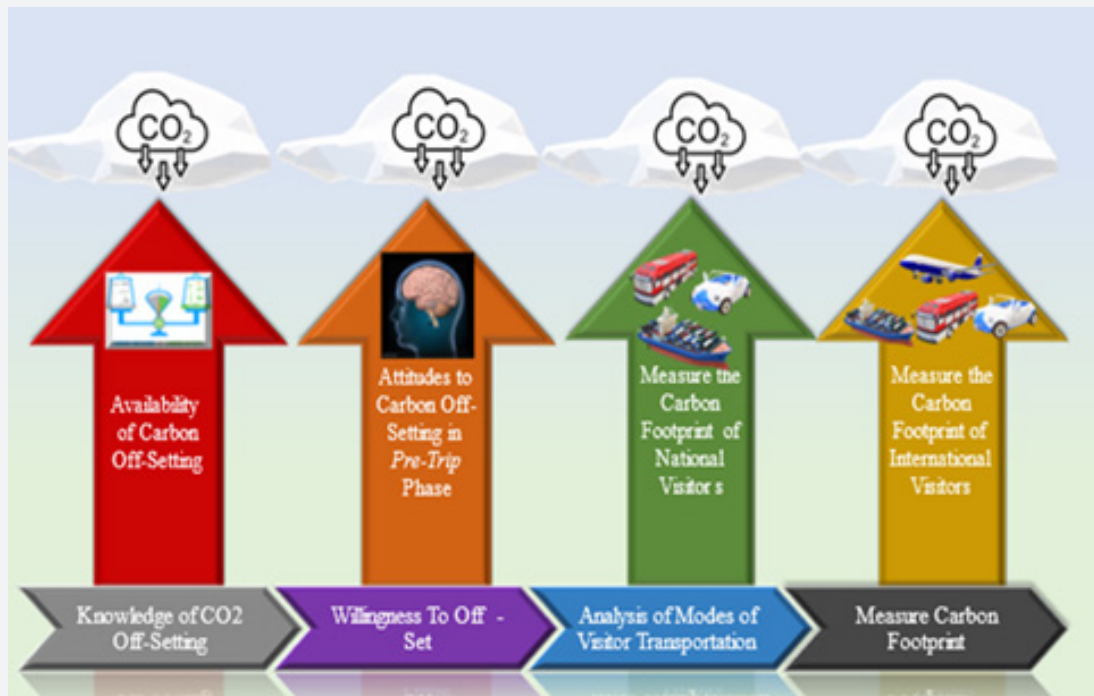 CO2
CO2
CO2
CO2
Availability
of Carbon
Off-Setting
Attitudes to
Carbon Off-
Setting in
Pre-Trip
Phase
Measure the
Carbon
Footprint of
National
Visitor s
Measure the
Carbon
Footprint of
International
Visitors
Knowledge of CO2
Off-Setting
Willingness To Off -
Set
Analysis of Modes of
Visitor Transportation
Measure Carbon
Footprint